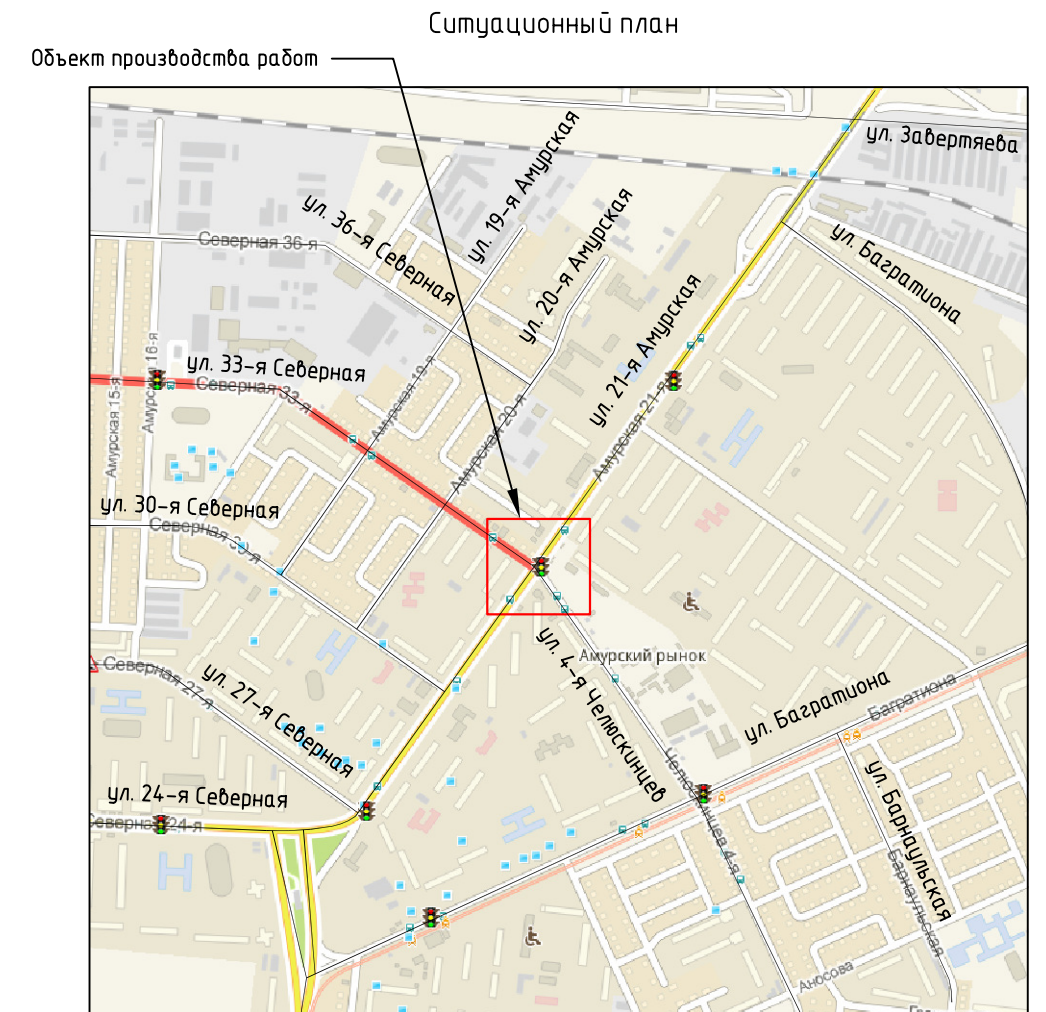 Ситуационный план
Объект производства работ
ул. Завертяева
ул. 19-я Амурская
ул. 36-я Северная
Северная 36-я
ул. 20-я Амурская
ул. Багратиона
ул. 21-я Амурская
Амурская 16-я
ул. 33-я Северная
Северная 33-я
Амурская 15-я
Амурская 19-я
Амурская 20-я
Амурская 21-я
ул. 30-я Северная
Северная 30-я
Амурский рынок
ул. 4-я Челюскинцев
Северная 27-я
ул. 27-я Северная
ул. Багратиона
Багратиона
ул. 24-я Северная
Северная 24-я
Челюскинцев 4-я
ул. Барнаульская
Барнаульская
Аносова